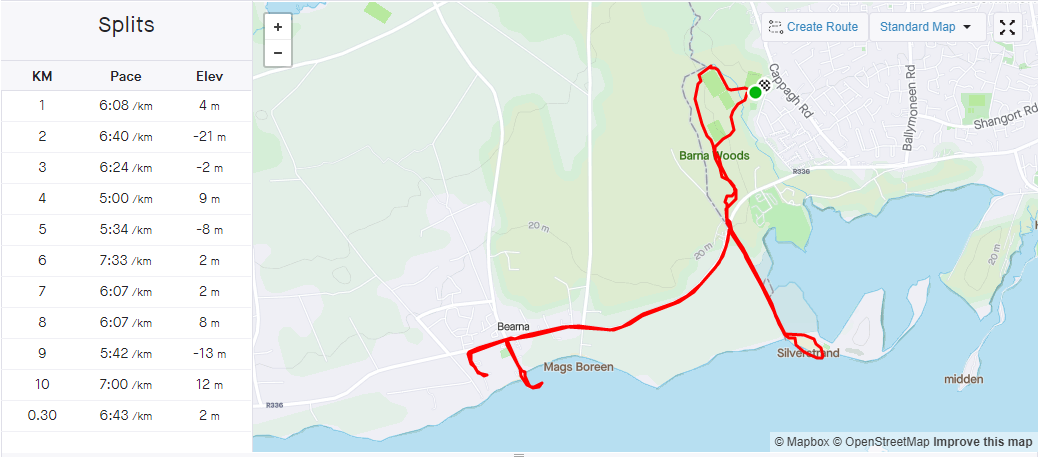 Splits
KM Pace Elev
1 6:08 /km 4 m
2 6:40 /km -21 m
3 6:24 /km -2 m
4 5:00 /km 9 m
5 5:34 /km -8 m
6 7:33 /km 2 m
7 6:07 /km 2 m
8 6:07 /km 8 m
9 5:42 /km -13 m
10 7:00 /km 12 m
0.30 6:43 /km 2 m
+
−
Create Route
Standard Map
Cappagh Rd
Ballymoneen Rd
Shangort Rd
Barna Woods
R336
20 m
20 m
20 m
Bearna
Mags Boreen
Silverstrand
midden
R336
© Mapbox © OpenStreetMap Improve this map